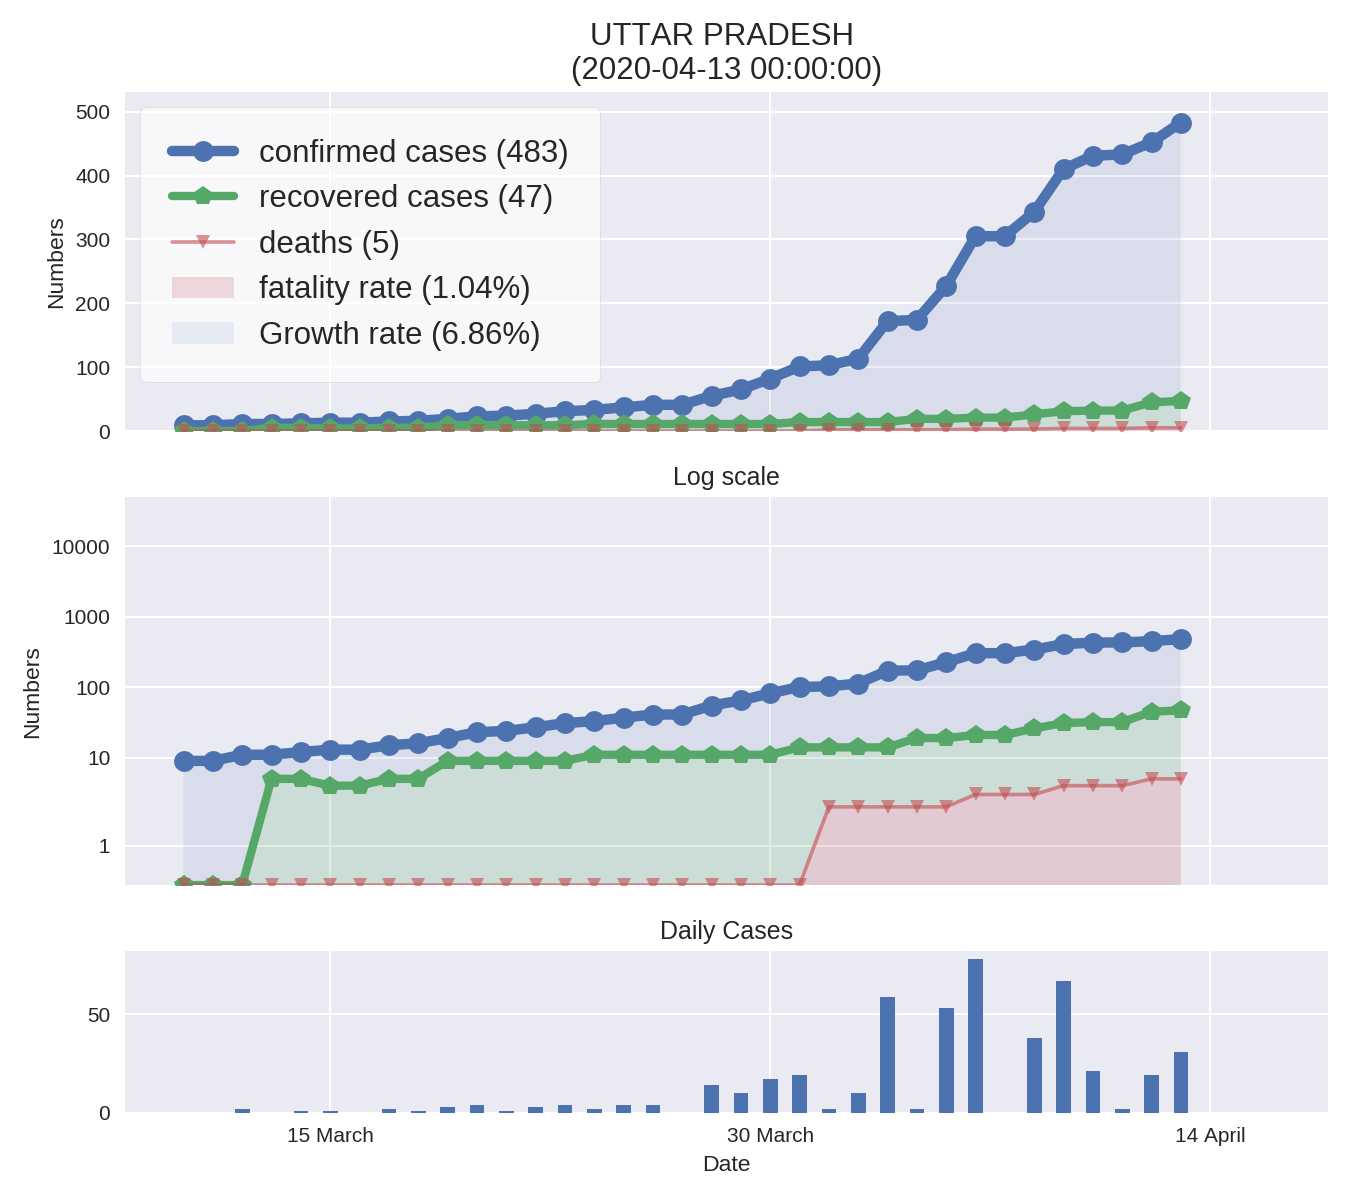 UTTAR PRADESH
(2020-04-13 00:00:00)
500
400
300
200
100
0
Numbers
confirmed cases (483)
recovered cases (47)
deaths (5)
fatality rate (1.04%)
Growth rate (6.86%)
Log scale
10000
1000
100
10
1
Numbers
Daily Cases
50
0
15 March
30 March
14 April
Date